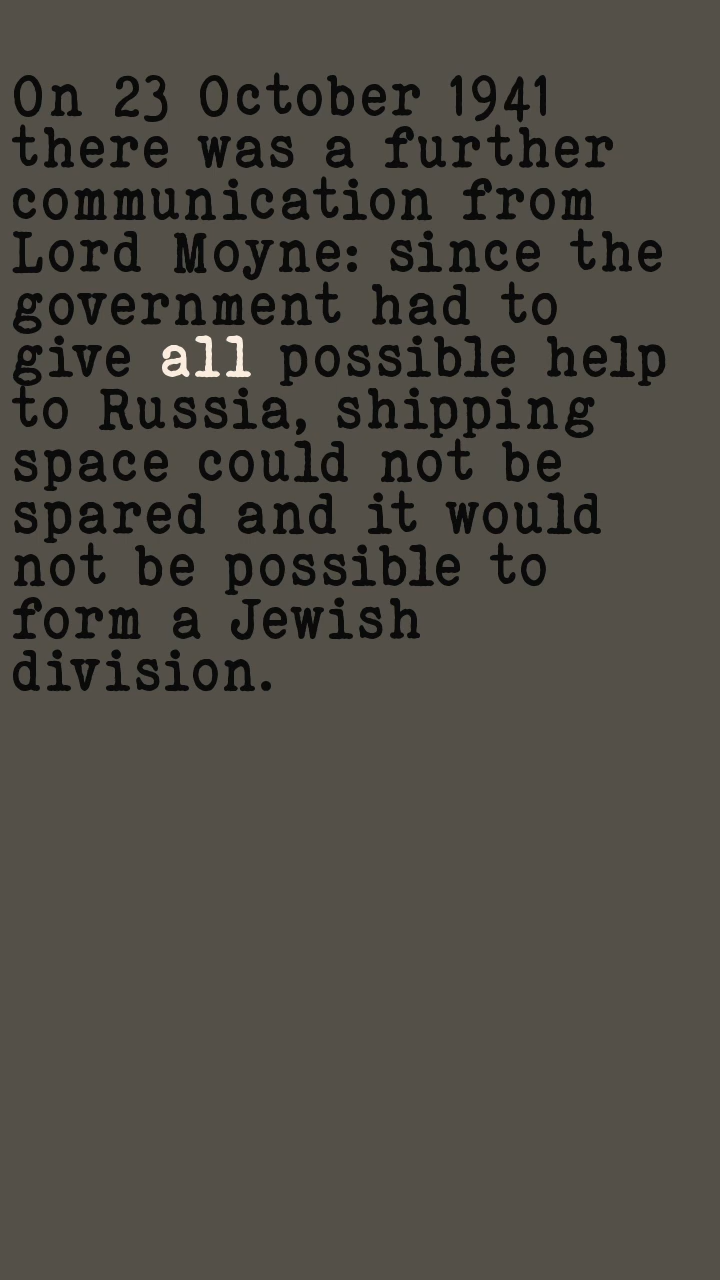 On 23 October 1941
there was a further
communication from
Lord Moyne: since the
government had to
give all possible help
to Russia, shipping
space could not be
spared and it would
not be possible to
form a Jewish
division.